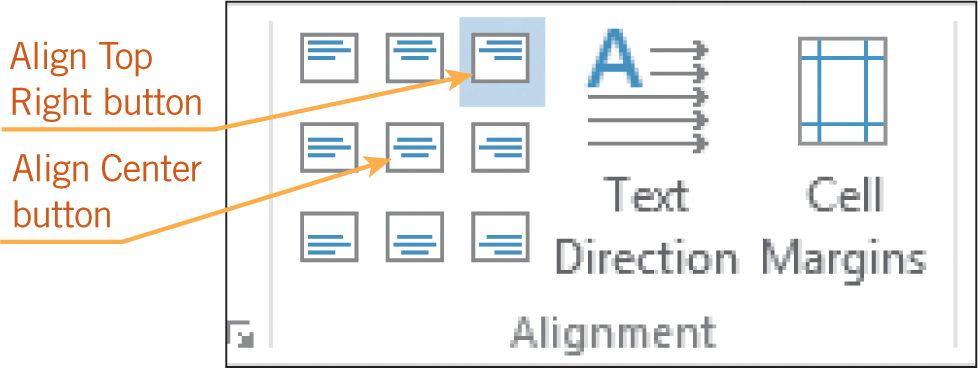 Align Top
Right button
Align Center
button
A
Text
Direction
Cell
Margins
Alignment